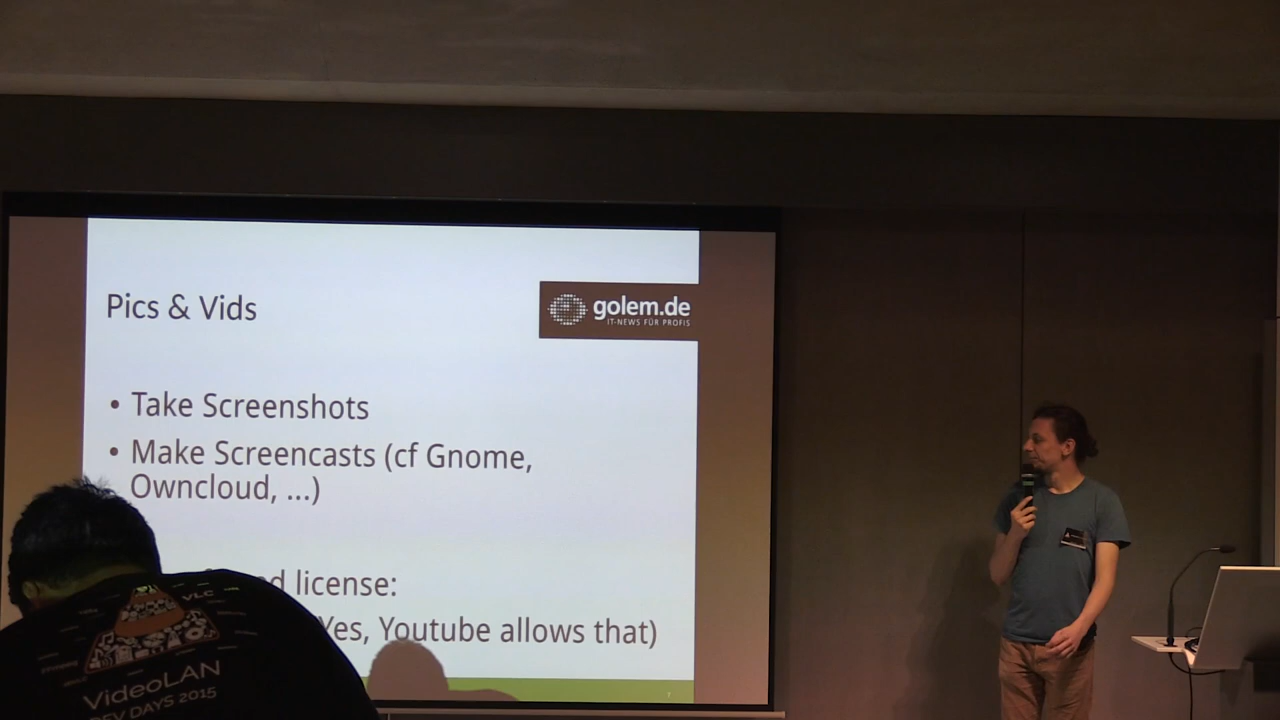 Pics & Vids
golem.de
IT-NEWS FÜR PROFIS
• Take Screenshots
• Make Screencasts (cf Gnome,
Owncloud, ...)
license:
Yes, Youtube allows that)
VLC
VideoLAN
DEV DAYS 2015